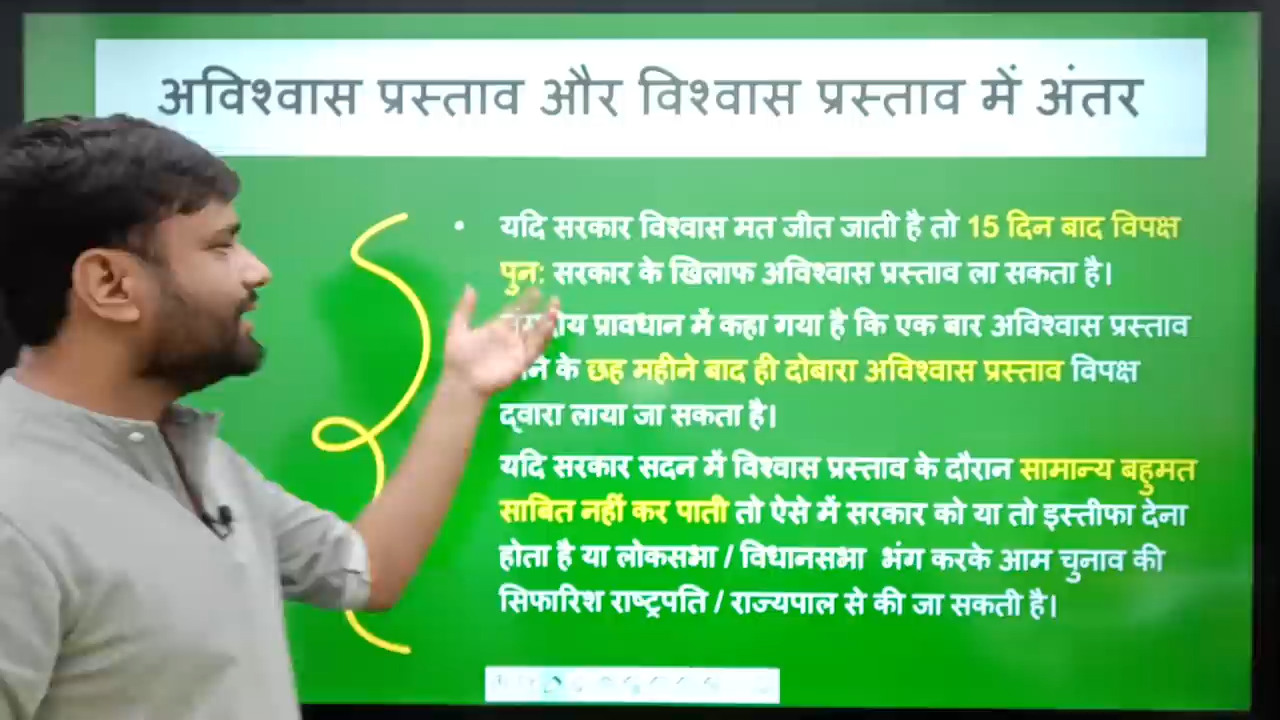 अविश्वास प्रस्ताव और विश्वास प्रस्ताव में अंतर
• यदि सरकार विश्वास मत जीत जाती है तो 15 दिन बाद विपक्ष
पुन: सरकार के खिलाफ अविश्वास प्रस्ताव ला सकता है।
प्रावधान में कहा गया है कि एक बार अविश्वास प्रस्ताव
के छह महीने बाद ही दोबारा अविश्वास प्रस्ताव विपक्ष
द्वारा लाया जा सकता है।
यदि सरकार सदन में विश्वास प्रस्ताव के दौरान सामान्य बहुमत
साबित नहीं कर पाती तो ऐसे में सरकार को या तो इस्तीफा देना
होता है या लोकसभा / विधानसभा भंग करके आम चुनाव की
सिफारिश राष्ट्रपति / राज्यपाल से की जा सकती है।